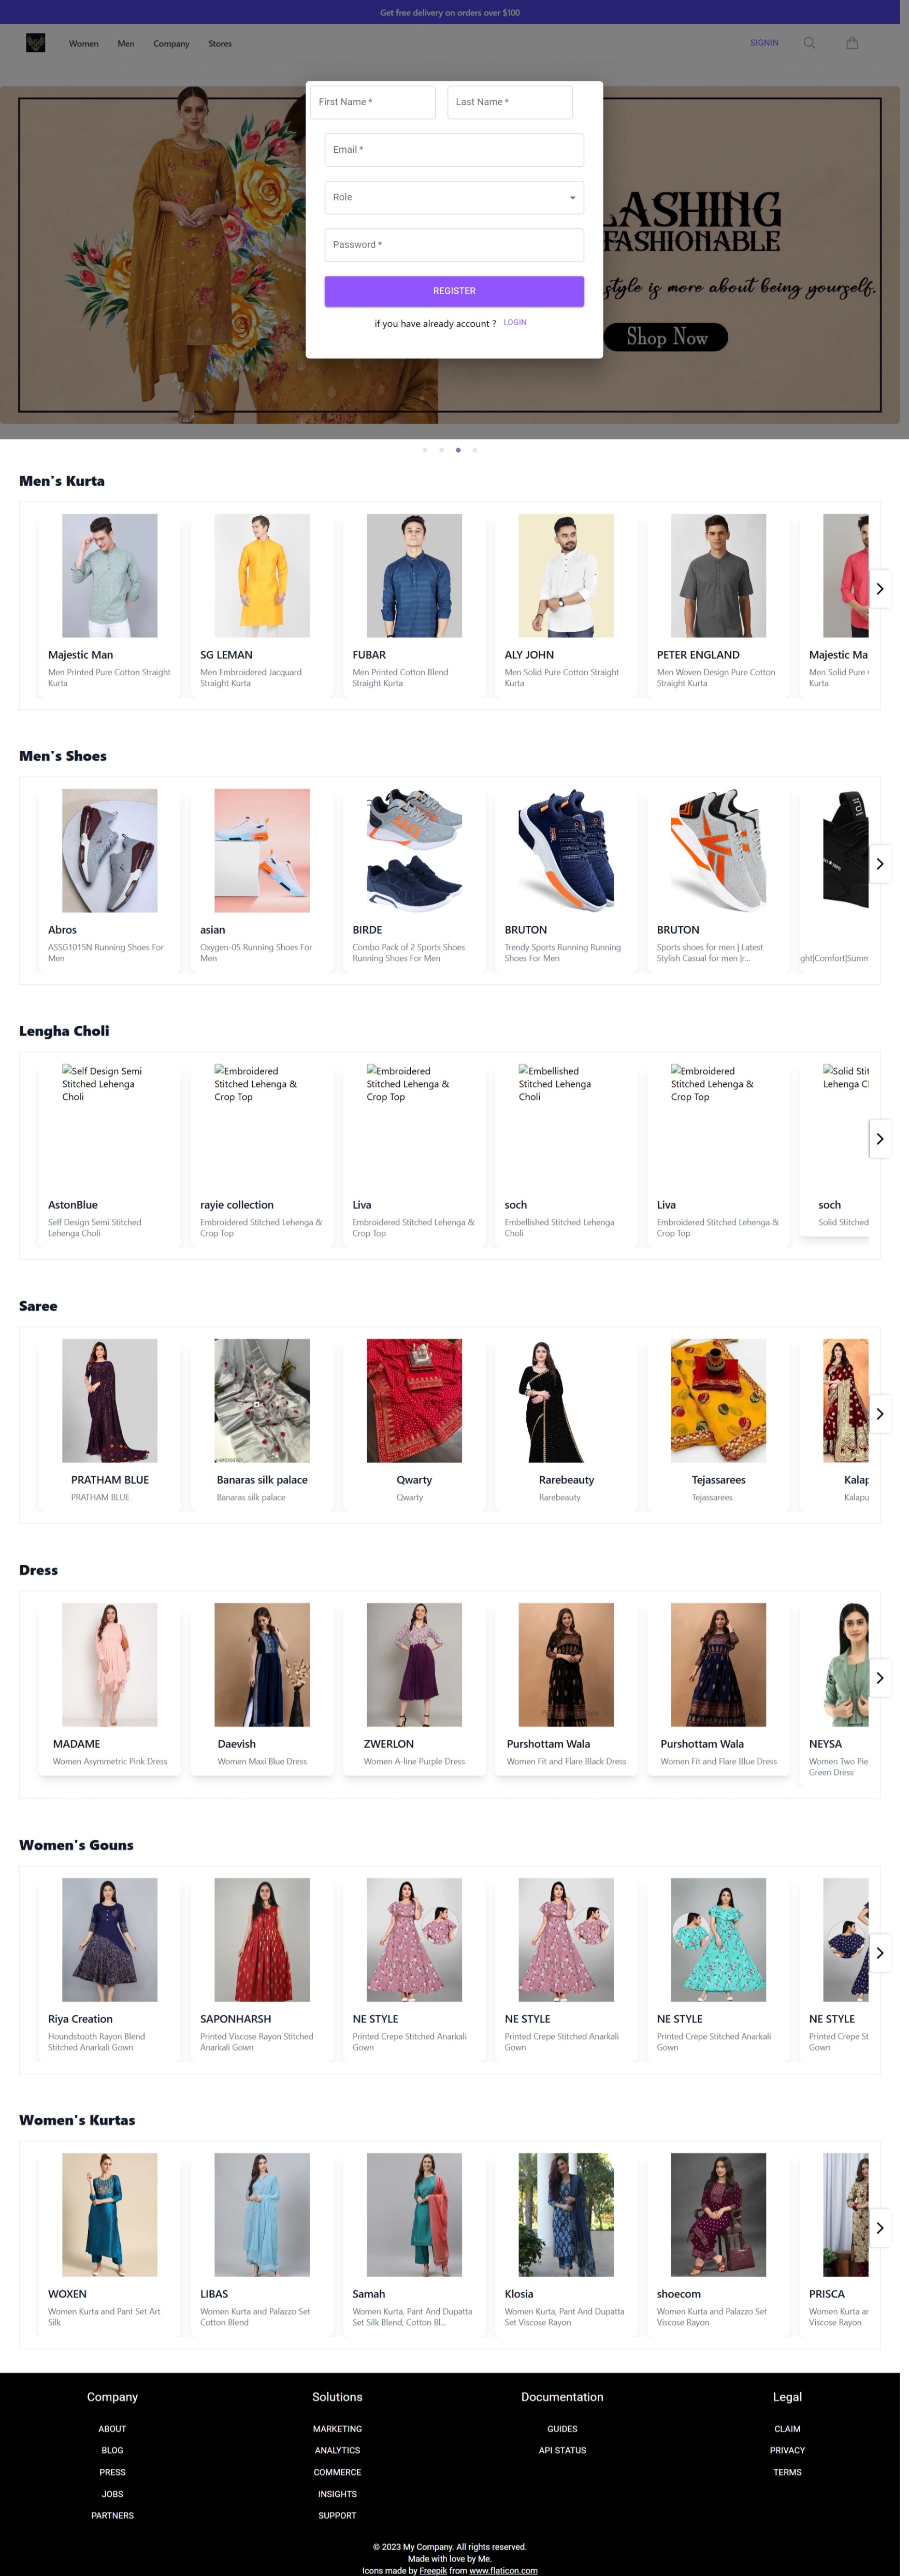 Get free delivery on orders over $100
Women Men Company Stores SIGNIN
First Name * Last Name *
Email *
Role
Password *
REGISTER
if you have already account ? LOGIN
LASHING
FASHIONABLE
style is more about being yourself.
Shop Now
Men's Kurta
Majestic Man SG LEMAN FUBAR ALY JOHN PETER ENGLAND Majestic Ma
Men Printed Pure Cotton Straight Men Embroidered Jacquard Men Printed Cotton Blend Men Solid Pure Cotton Straight Men Woven Design Pure Cotton Men Solid Pure
Kurta Straight Kurta Straight Kurta Kurta Straight Kurta Kurta
Men's Shoes
Abros asian BIRDE BRUTON BRUTON
ASSG1015N Running Shoes For Oxygen-05 Running Shoes For Combo Pack of 2 Sports Shoes Trendy Sports Running Running Sports shoes for men | Latest
Men Men Running Shoes For Men Shoes For Men Stylish Casual for men |r... ght|Comfort|Summ
Lengha Choli
Self Design Semi Embroidered Embroidered Embellished Embroidered Solid Stit
Stitched Lehenga Stitched Lehenga & Stitched Lehenga & Stitched Lehenga Stitched Lehenga & Lehenga C
Choli Crop Top Crop Top Choli Crop Top
AstonBlue rayie collection Liva soch Liva soch
Self Design Semi Stitched Embroidered Stitched Lehenga & Embroidered Stitched Lehenga & Embellished Stitched Lehenga Embroidered Stitched Lehenga & Solid Stitched
Lehenga Choli Crop Top Crop Top Choli Crop Top
Saree
PRATHAM BLUE Banaras silk palace Qwarty Rarebeauty Tejassarees Kalap
PRATHAM BLUE Banaras silk palace Qwarty Rarebeauty Tejassarees Kalapu
Dress
MADAME Daevish ZWERLON Purshottam Wala Purshottam Wala NEYSA
Women Asymmetric Pink Dress Women Maxi Blue Dress Women A-line Purple Dress Women Fit and Flare Black Dress Women Fit and Flare Blue Dress Women Two Pie
Green Dress
Women's Gouns
Riya Creation SAPONHARSH NE STYLE NE STYLE NE STYLE NE STYLE
Houndstooth Rayon Blend Printed Viscose Rayon Stitched Printed Crepe Stitched Anarkali Printed Crepe Stitched Anarkali Printed Crepe Stitched Anarkali Printed Crepe St
Stitched Anarkali Gown Anarkali Gown Gown Gown Gown Gown
Women's Kurtas
WOXEN LIBAS Samah Klosia shoecom PRISCA
Women Kurta and Pant Set Art Women Kurta and Palazzo Set Women Kurta, Pant And Dupatta Women Kurta, Pant And Dupatta Women Kurta and Palazzo Set Women Kurta ar
Silk Cotton Blend Set Silk Blend, Cotton Bl... Set Viscose Rayon Viscose Rayon Viscose Rayon
Company Solutions Documentation Legal
ABOUT MARKETING GUIDES CLAIM
BLOG ANALYTICS API STATUS PRIVACY
PRESS COMMERCE TERMS
JOBS INSIGHTS
PARTNERS SUPPORT
© 2023 My Company. All rights reserved.
Made with love by Me.
Icons made by Freepik from www.flaticon.com